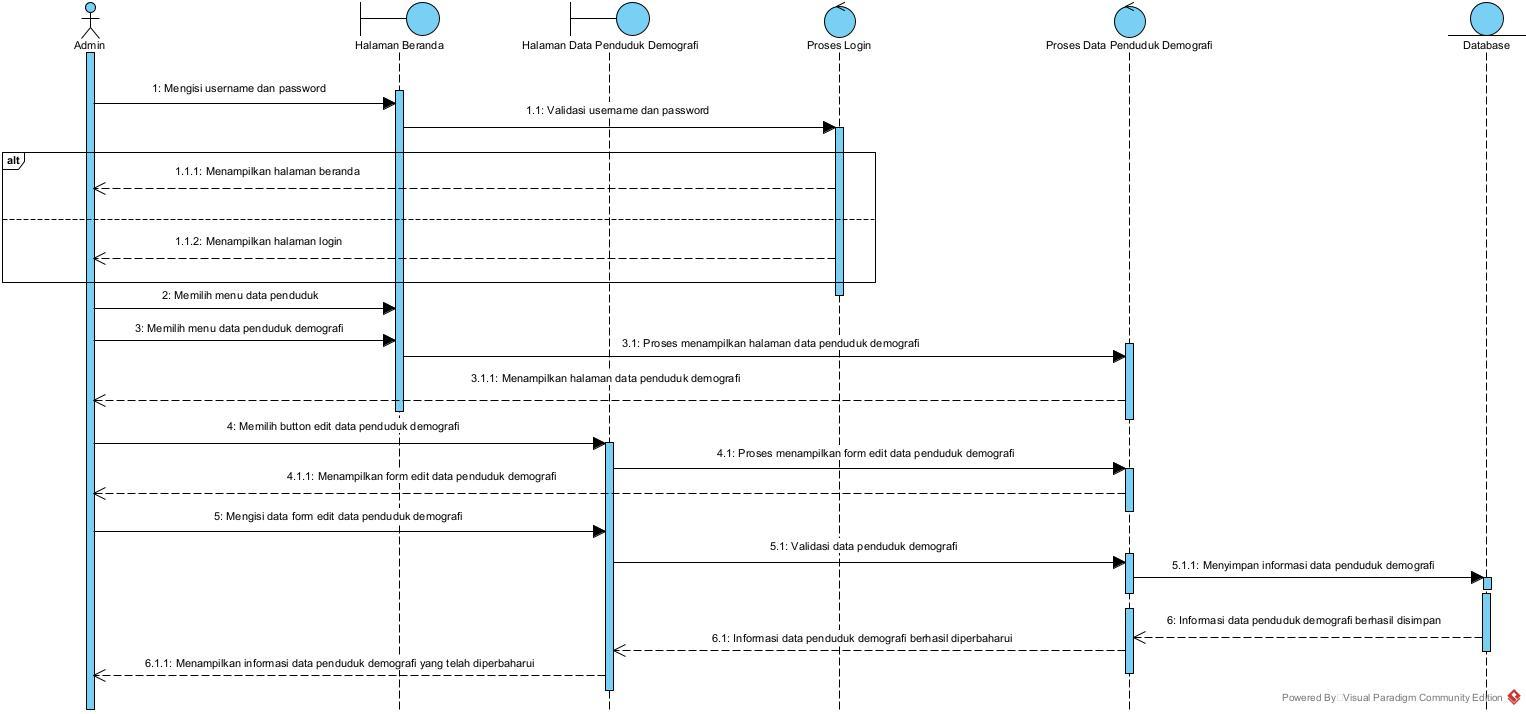 Admin
Halaman Beranda
Halaman Data Penduduk Demografi
Proses Login
Proses Data Penduduk Demografi
Database
1: Mengisi username dan password
1.1: Validasi username dan password
alt
1.1.1: Menampilkan halaman beranda
1.1.2: Menampilkan halaman login
2: Memilih menu data penduduk
3: Memilih menu data penduduk demografi
3.1: Proses menampilkan halaman data penduduk demografi
3.1.1: Menampilkan halaman data penduduk demografi
4: Memilih button edit data penduduk demografi
4.1: Proses menampilkan form edit data penduduk demografi
4.1.1: Menampilkan form edit data penduduk demografi
5: Mengisi data form edit data penduduk demografi
5.1: Validasi data penduduk demografi
5.1.1: Menyimpan informasi data penduduk demografi
6: Informasi data penduduk demografi berhasil disimpan
6.1: Informasi data penduduk demografi berhasil diperbaharui
6.1.1: Menampilkan informasi data penduduk demografi yang telah diperbaharui
Powered By Visual Paradigm Community Edition